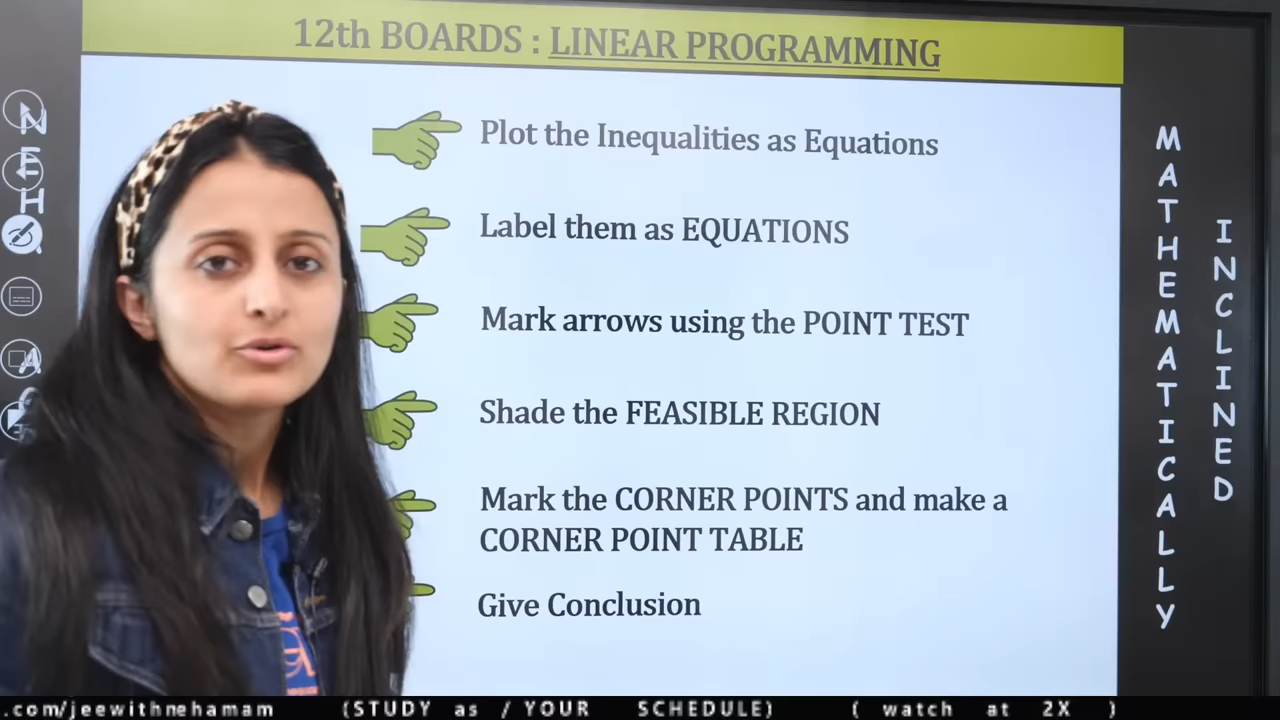 12th BOARDS : LINEAR PROGRAMMING
Plot the Inequalities as Equations
Label them as EQUATIONS
Mark arrows using the POINT TEST
Shade the FEASIBLE REGION
Mark the CORNER POINTS and make a
CORNER POINT TABLE
Give Conclusion
MATHEMATICALLY
INCLINED
NEH
A
.com/jeewithnehamam (STUDY as / YOUR SCHEDULE) ( watch at 2X )